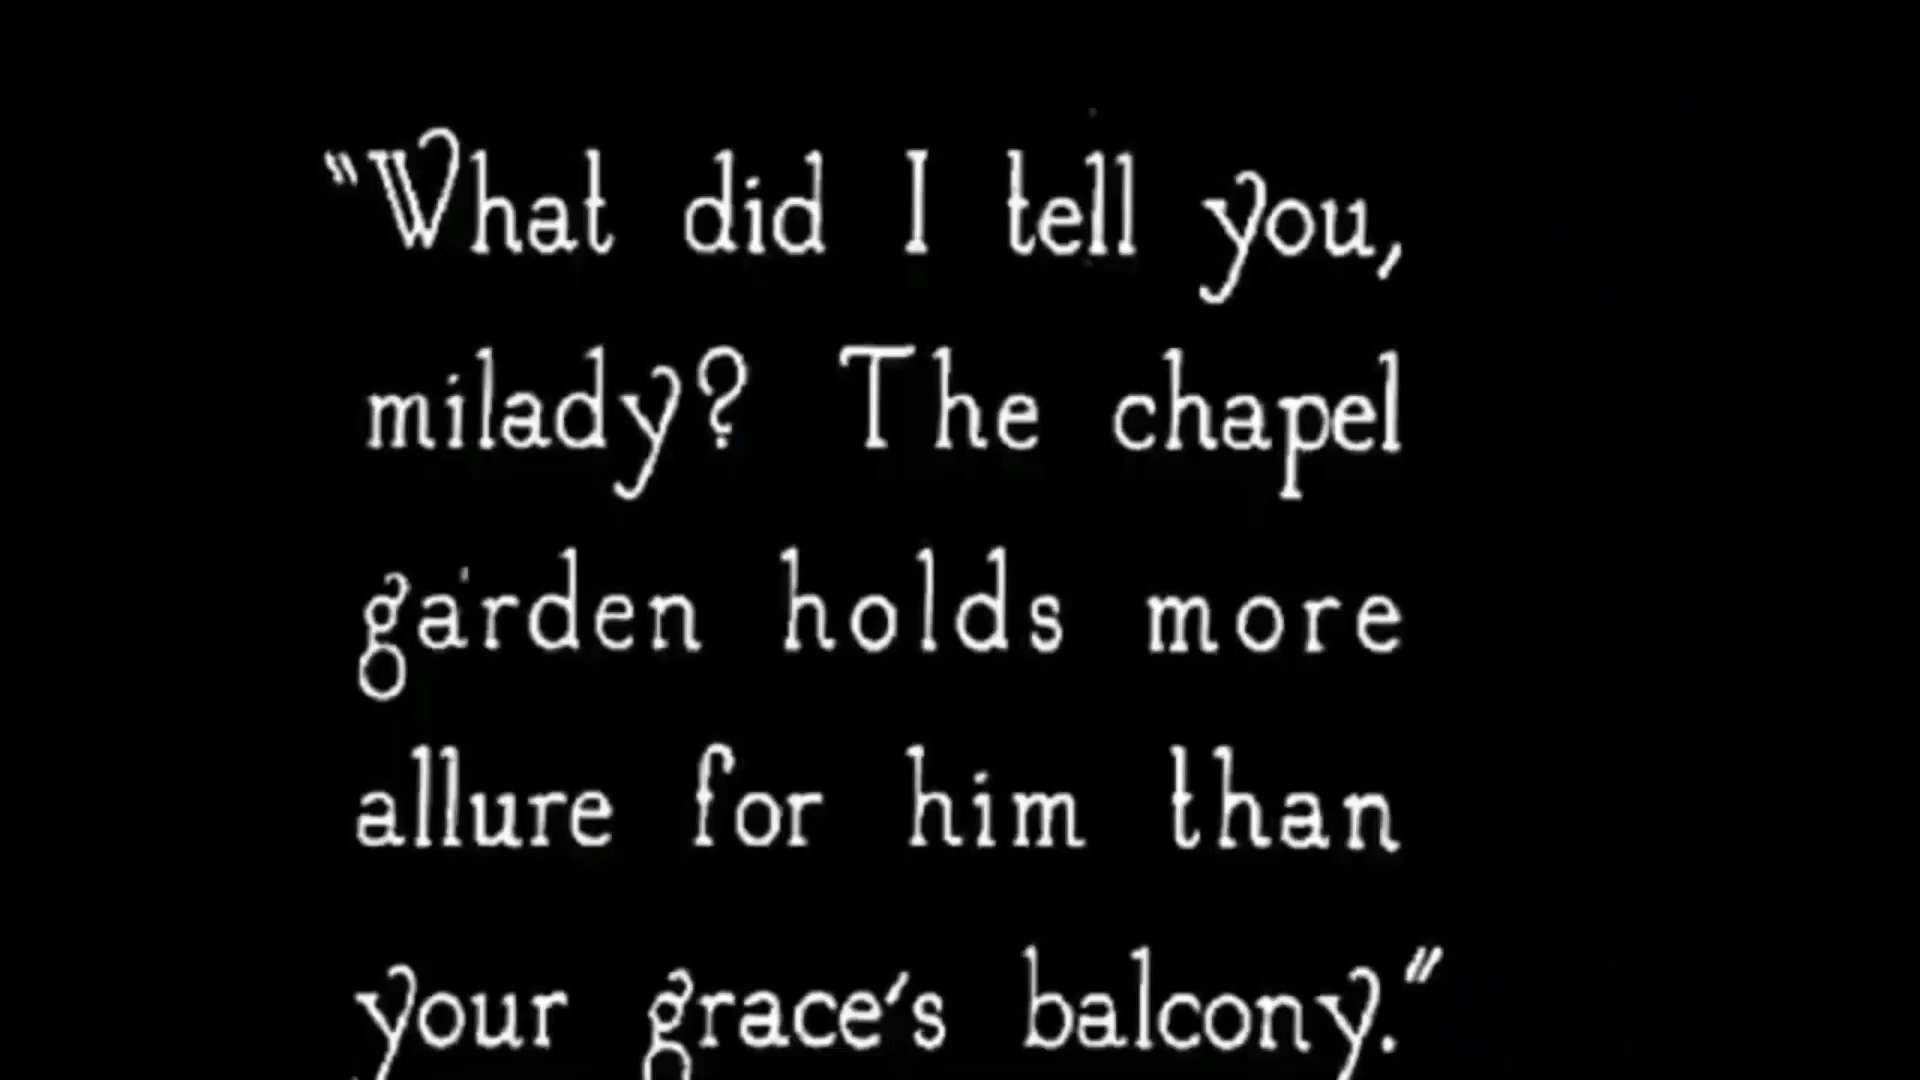 "What did I tell you,
milady? The chapel
garden holds more
allure for him than
your grace's balcony."